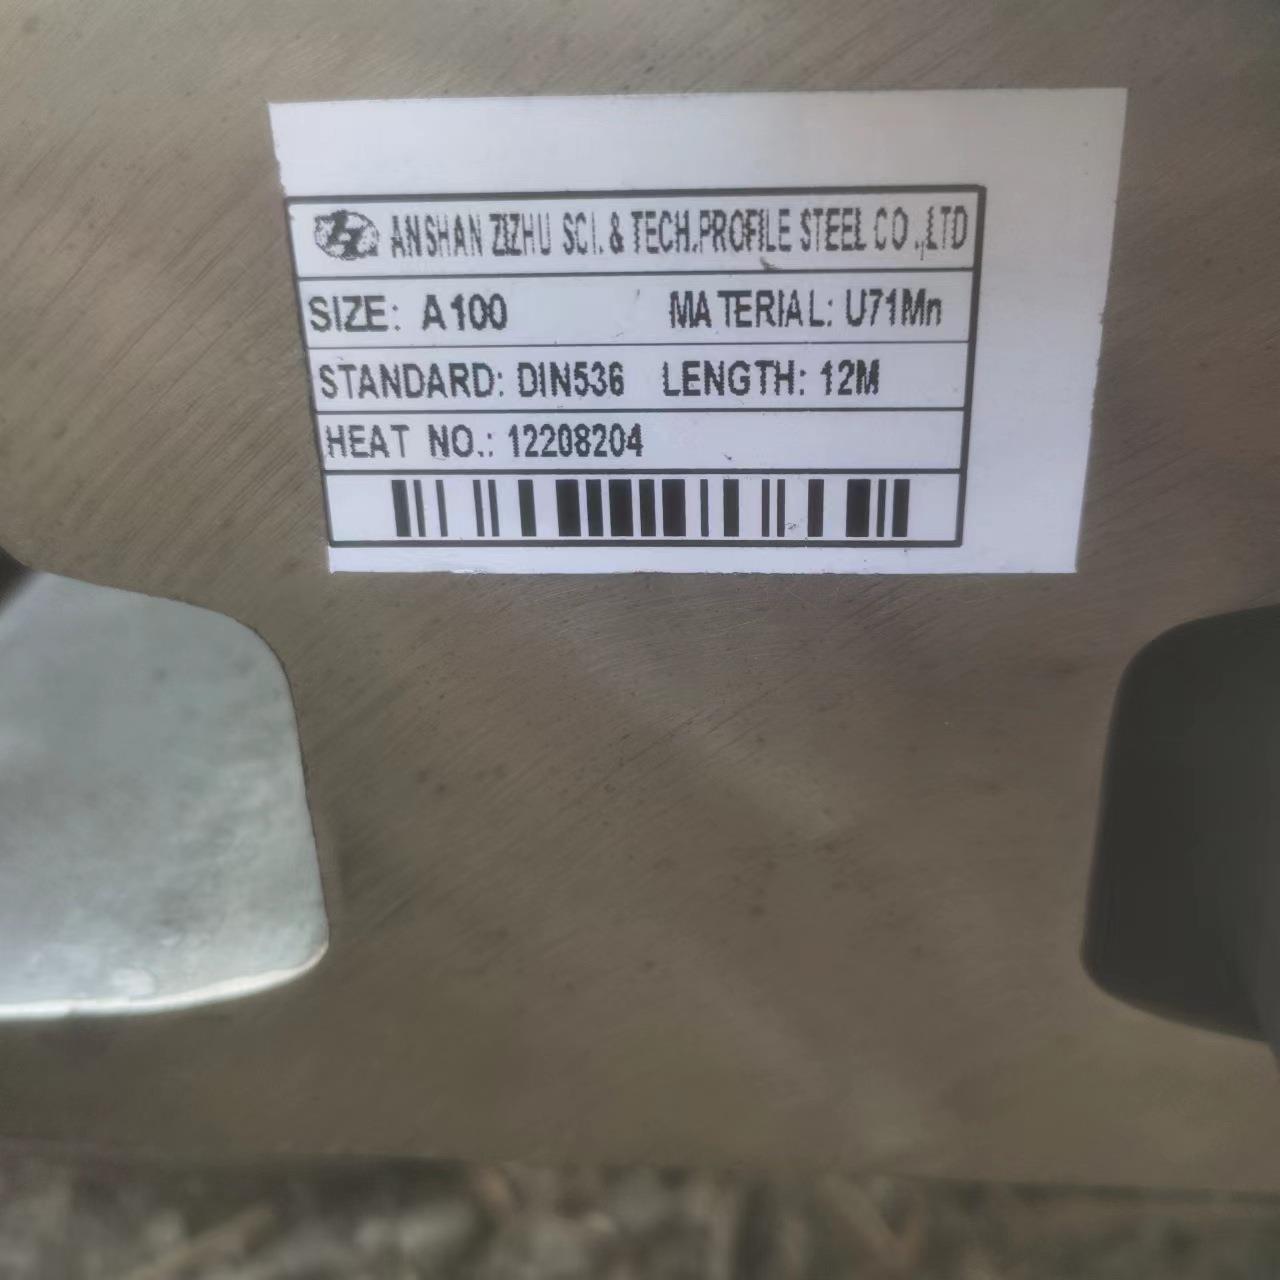 ANSHAN ZIZHU SCI. & TECH.PROFILE STEEL CO.,LTD
SIZE: A100 MATERIAL: U71Mn
STANDARD: DIN536 LENGTH: 12M
HEAT NO.: 12208204